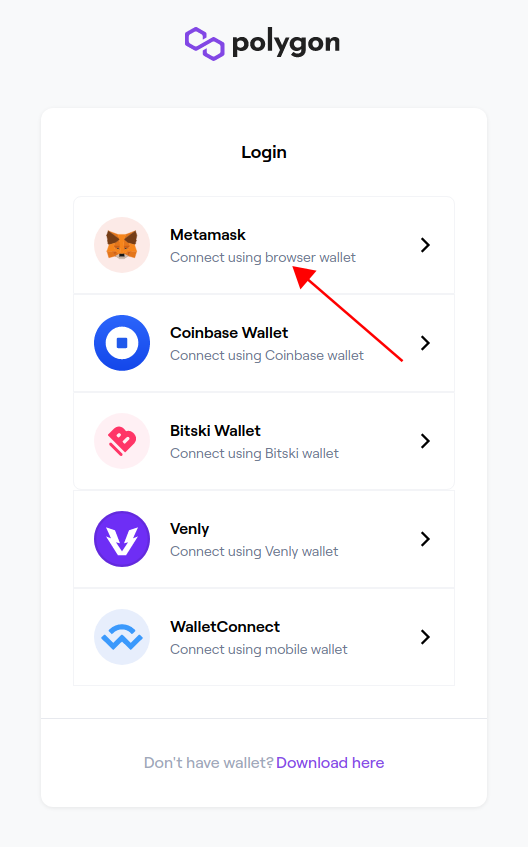 polygon
Login
Metamask
Connect using browser wallet
Coinbase Wallet
Connect using Coinbase wallet
Bitski Wallet
Connect using Bitski wallet
Venly
Connect using Venly wallet
WalletConnect
Connect using mobile wallet
Don't have wallet? Download here